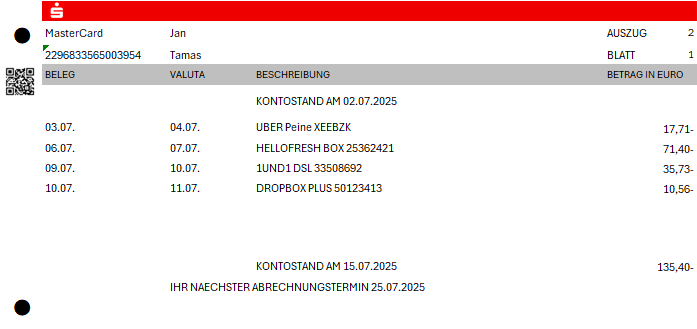 MasterCard Jan AUSZUG 2
2296833565003954 Tamas BLATT 1
BELEG VALUTA BESCHREIBUNG BETRAG IN EURO
KONTOSTAND AM 02.07.2025
03.07. 04.07. UBER Peine XEEBZK 17,71-
06.07. 07.07. HELLOFRESH BOX 25362421 71,40-
09.07. 10.07. 1UND1 DSL 33508692 35,73-
10.07. 11.07. DROPBOX PLUS 50123413 10,56-
KONTOSTAND AM 15.07.2025 135,40-
IHR NAECHSTER ABRECHNUNGSTERMIN 25.07.2025